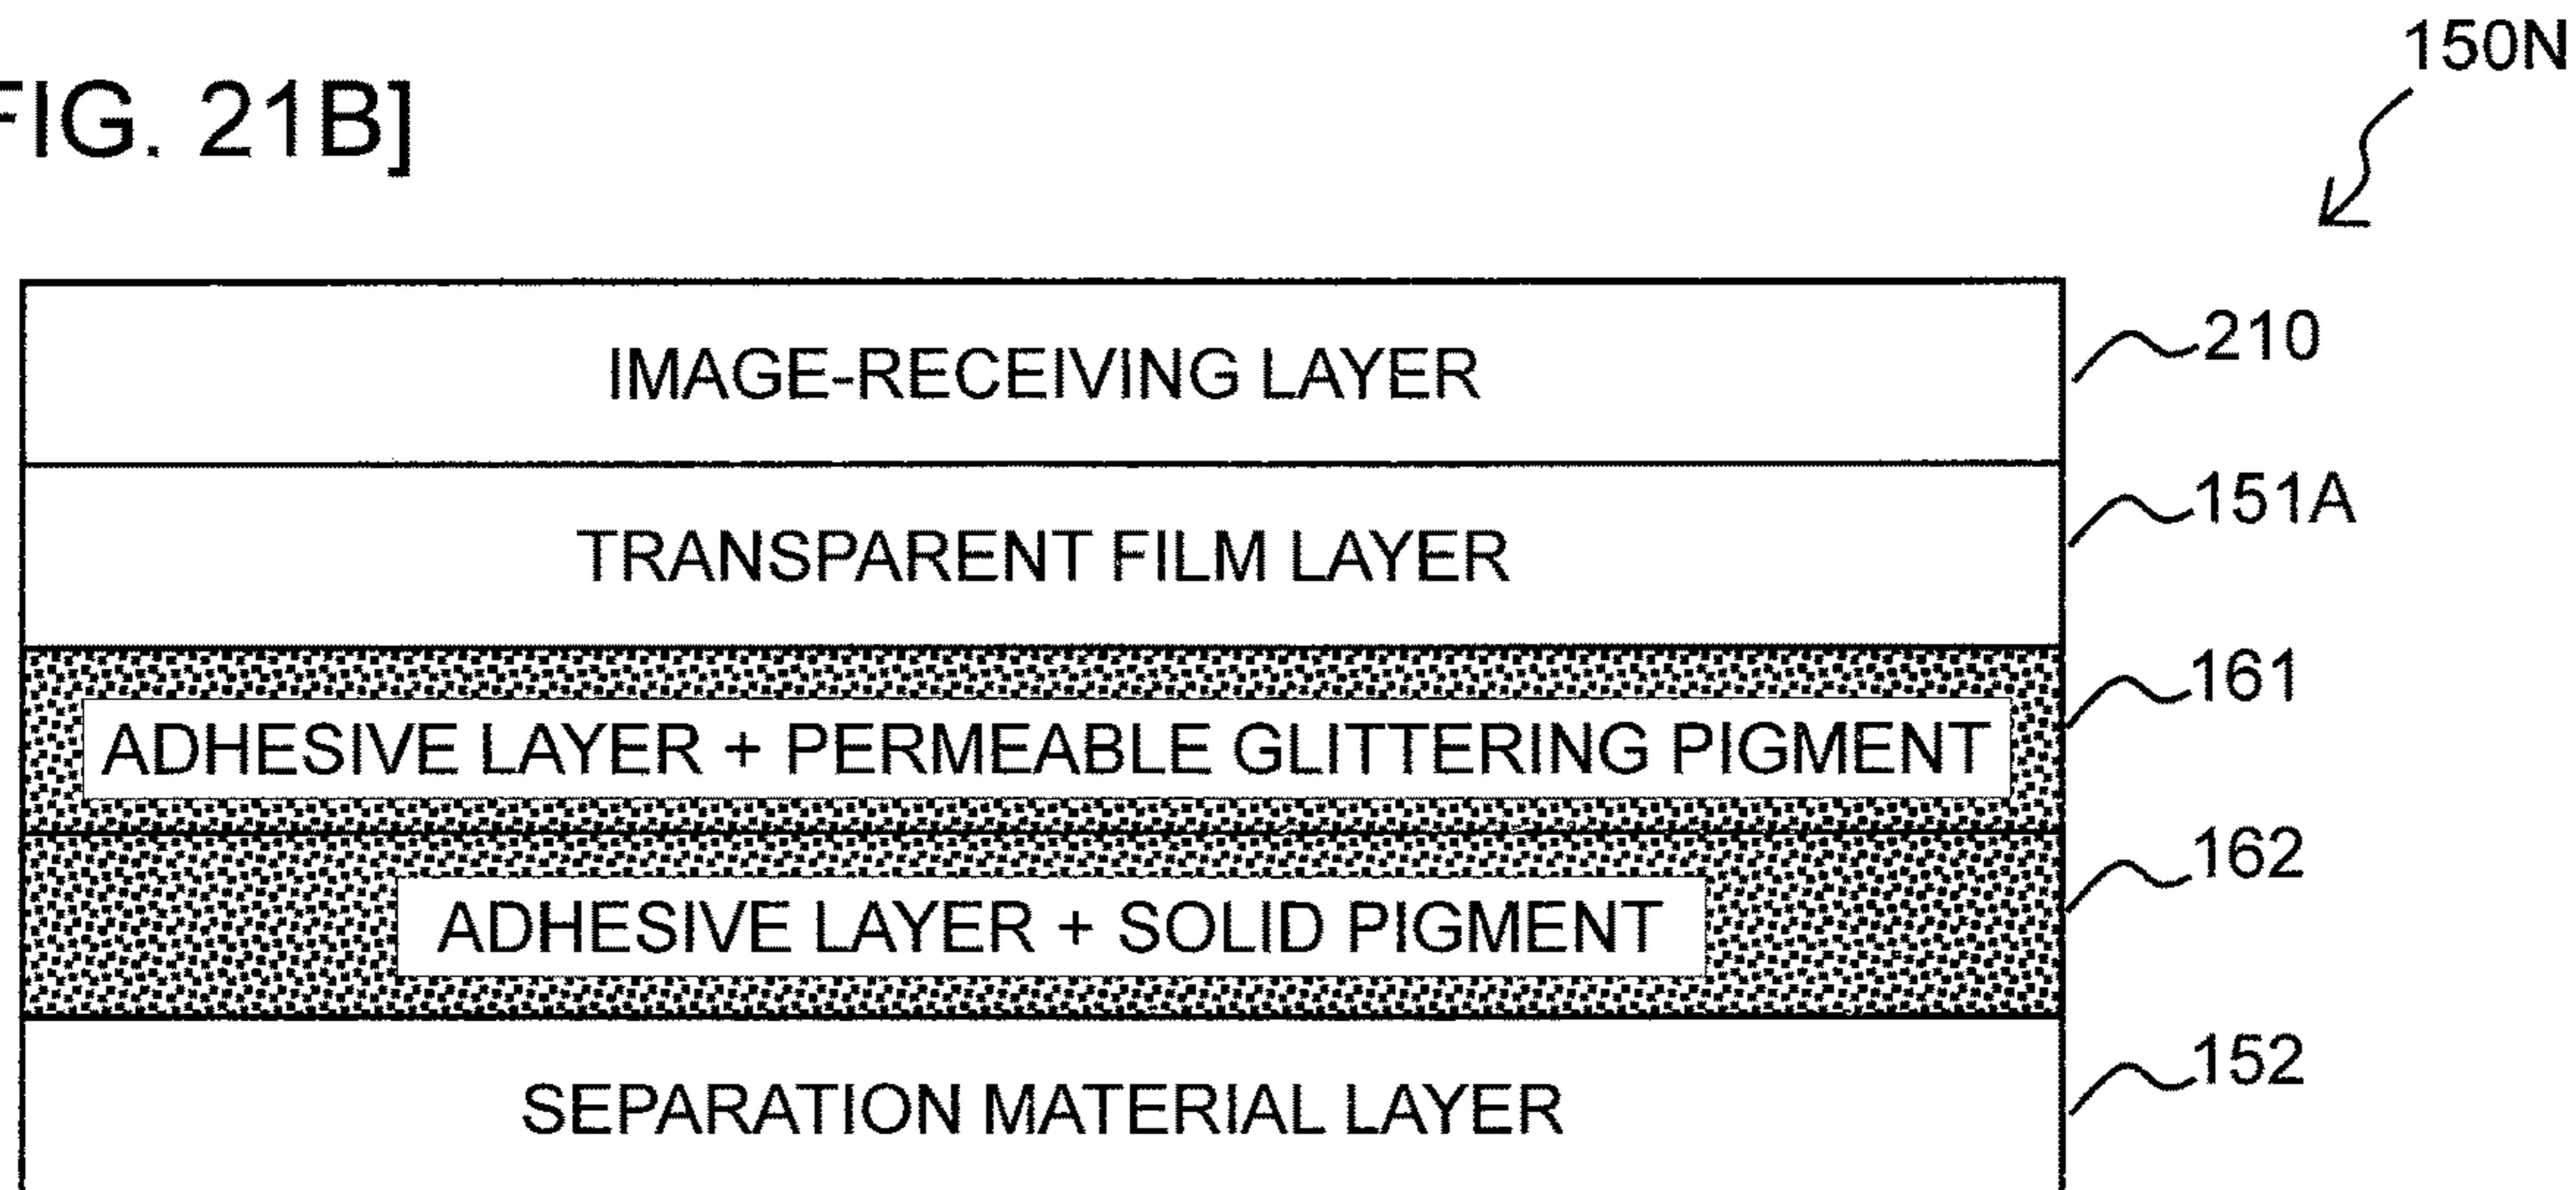 FIG. 21B]
150N
IMAGE-RECEIVING LAYER
210
TRANSPARENT FILM LAYER
151A
ADHESIVE LAYER + PERMEABLE GLITTERING PIGMENT
161
ADHESIVE LAYER + SOLID PIGMENT
162
SEPARATION MATERIAL LAYER
152